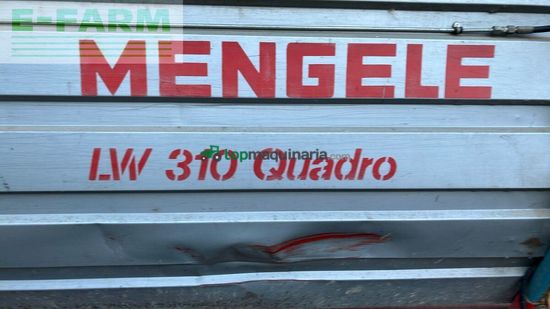 E-FARM
MENGELE
topmaquinaria.com
LW 310 Quadro